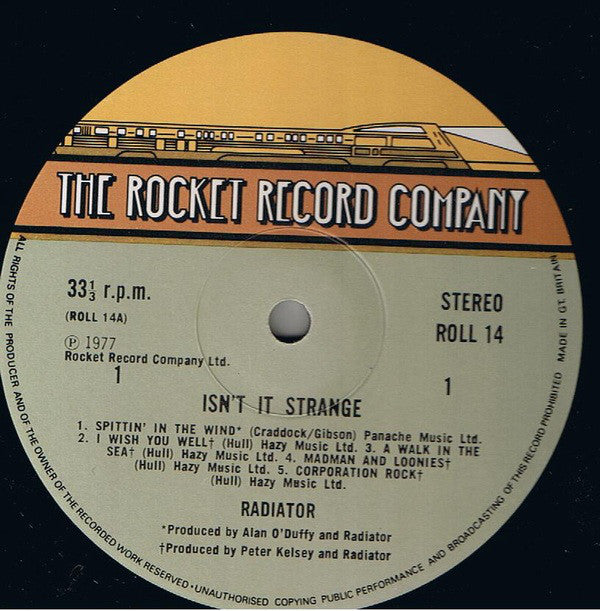 THE ROCKET RECORD COMPANY
33⅓ r.p.m.
(ROLL 14A)
℗ 1977
Rocket Record Company Ltd.
1
STEREO
ROLL 14
1
ISN'T IT STRANGE
1. SPITTIN' IN THE WIND* (Craddock/Gibson) Panache Music Ltd.
2. I WISH YOU WELL† (Hull) Hazy Music Ltd. 3. A WALK IN THE
SEA† (Hull) Hazy Music Ltd. 4. MADMAN AND LOONIES†
(Hull) Hazy Music Ltd. 5. CORPORATION ROCK†
(Hull) Hazy Music Ltd.
RADIATOR
*Produced by Alan O'Duffy and Radiator
†Produced by Peter Kelsey and Radiator
ALL RIGHTS OF THE PRODUCER AND OF THE OWNER OF THE RECORDED WORK RESERVED • UNAUTHORISED COPYING PUBLIC PERFORMANCE AND BROADCASTING OF THIS RECORD PROHIBITED MADE IN GT. BRITAIN